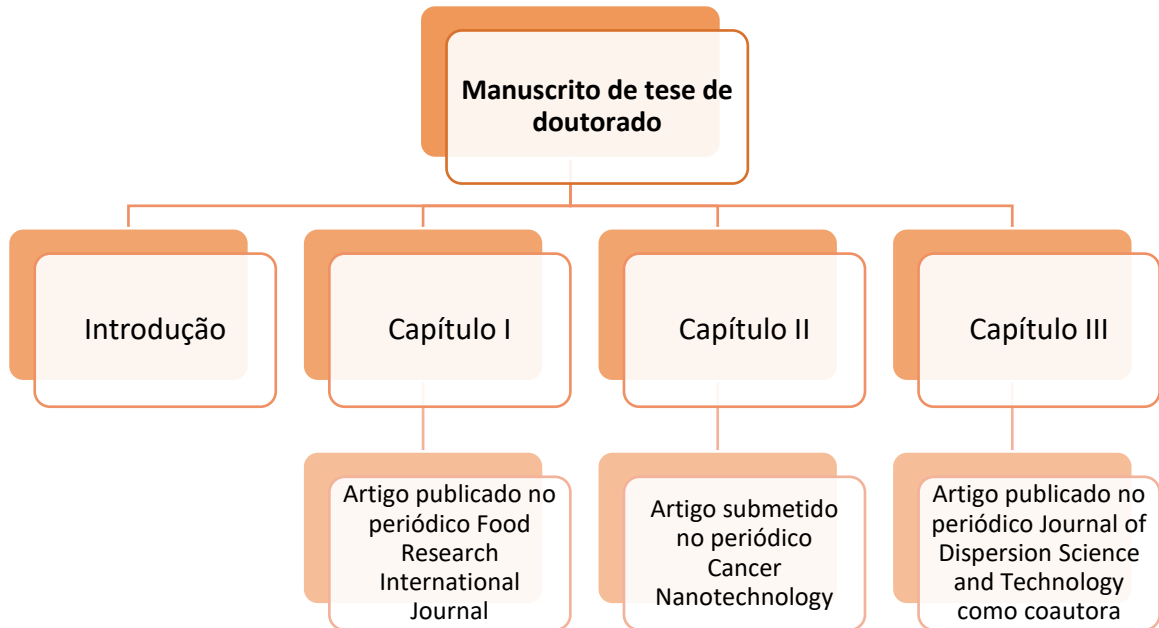 Manuscrito de tese de
doutorado
Introdução
Capítulo I
Capítulo II
Capítulo III
Artigo publicado no
periódico Food
Research
International
Journal
Artigo submetido
no periódico
Cancer
Nanotechnology
Artigo publicado no
periódico Journal of
Dispersion Science
and Technology
como coautora